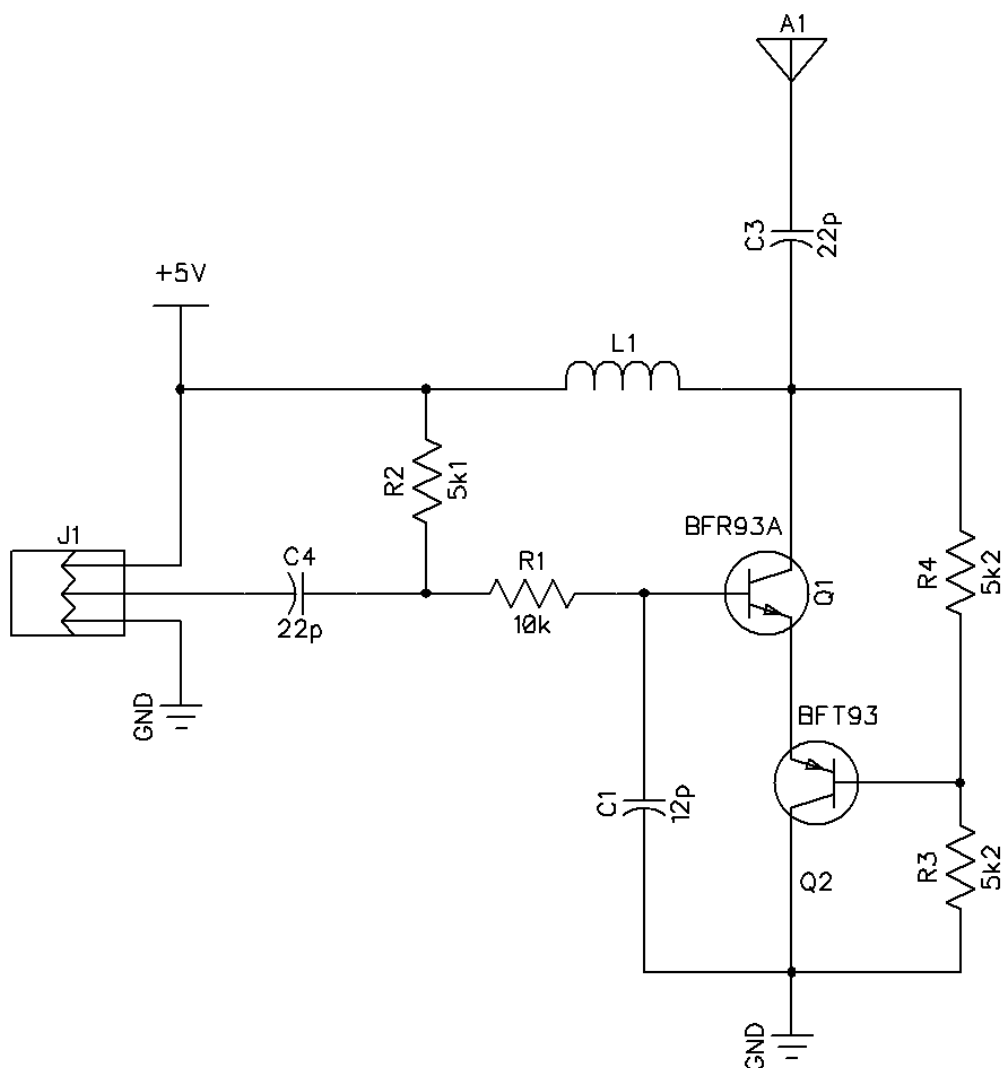 A1
C3
22p
+5V
L1
R2
5k1
BFR93A
J1
C4
R1
R4
5k2
Q1
22p
10k
GND
BFT93
C1
12p
R3
5k2
Q2
GND